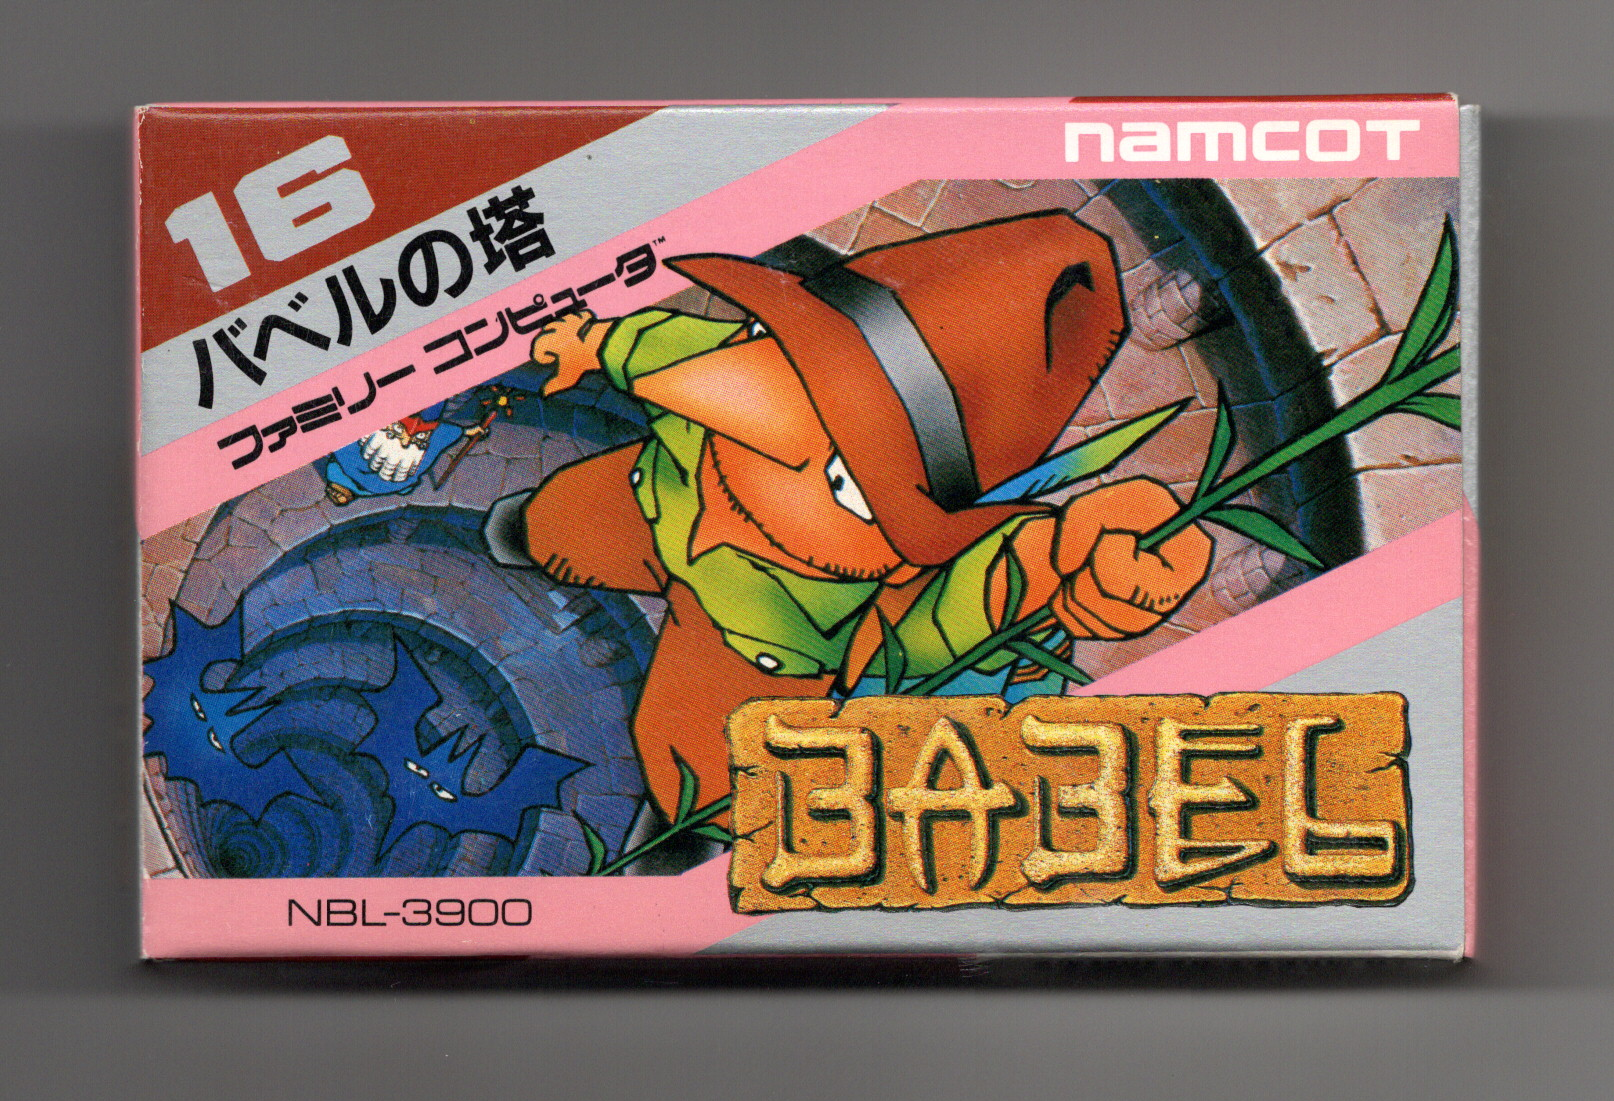 namcoT
16
バベルの塔
ファミリー コンピュータ™
BABEL
NBL-3900